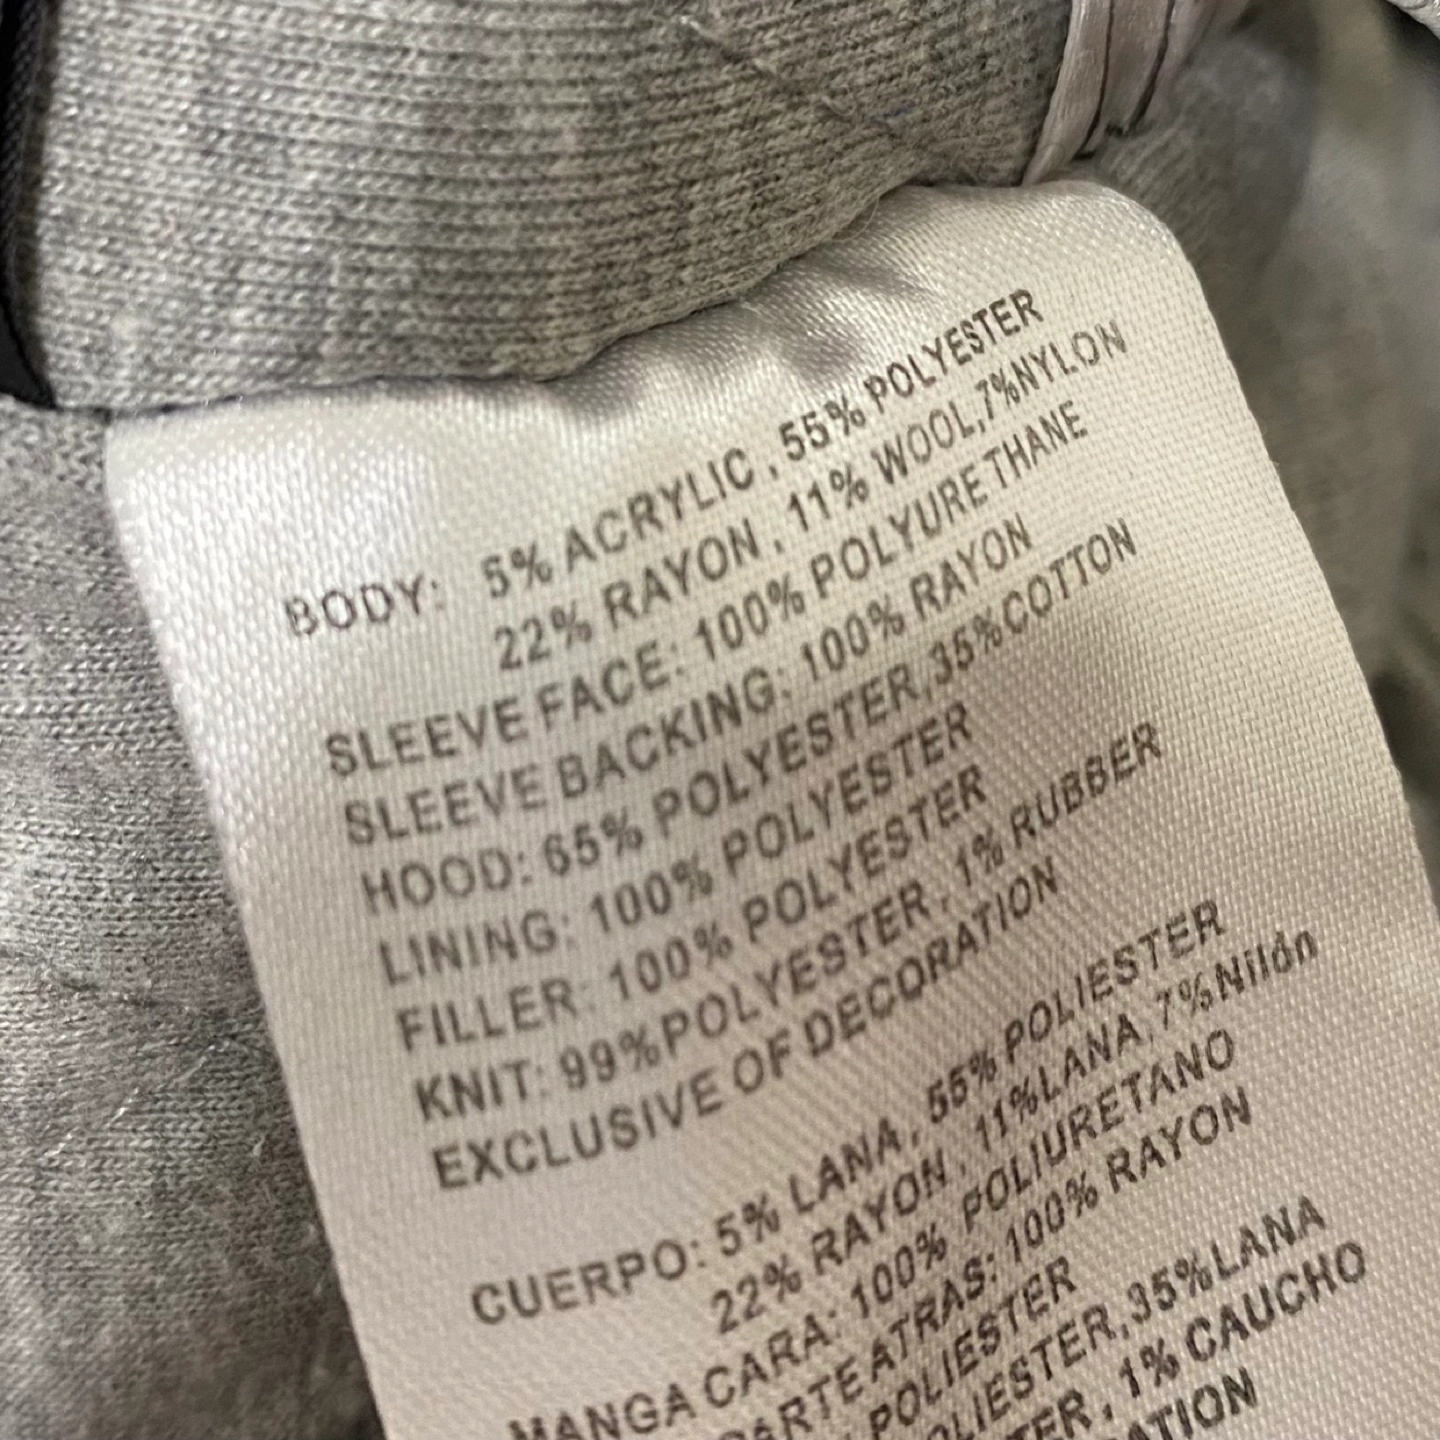 BODY: 5% ACRYLIC, 55% POLYESTER
22% RAYON, 11% WOOL,7%NYLON
SLEEVE FACE: 100% POLYURETHANE
SLEEVE BACKING: 100% RAYON
HOOD: 65% POLYESTER,35%COTTON
LINING: 100% POLYESTER
FILLER: 100% POLYESTER
KNIT: 99%POLYESTER, 1% RUBBER
EXCLUSIVE OF DECORATION
CUERPO: 5% LANA, 55% POLIESTER
22% RAYON, 11%LANA,7%Nilón
MANGA CARA: 100% POLIURETANO
ATRAS: 100% RAYON
POLIESTER
POLIESTER,35%LANA
1% CAUCHO